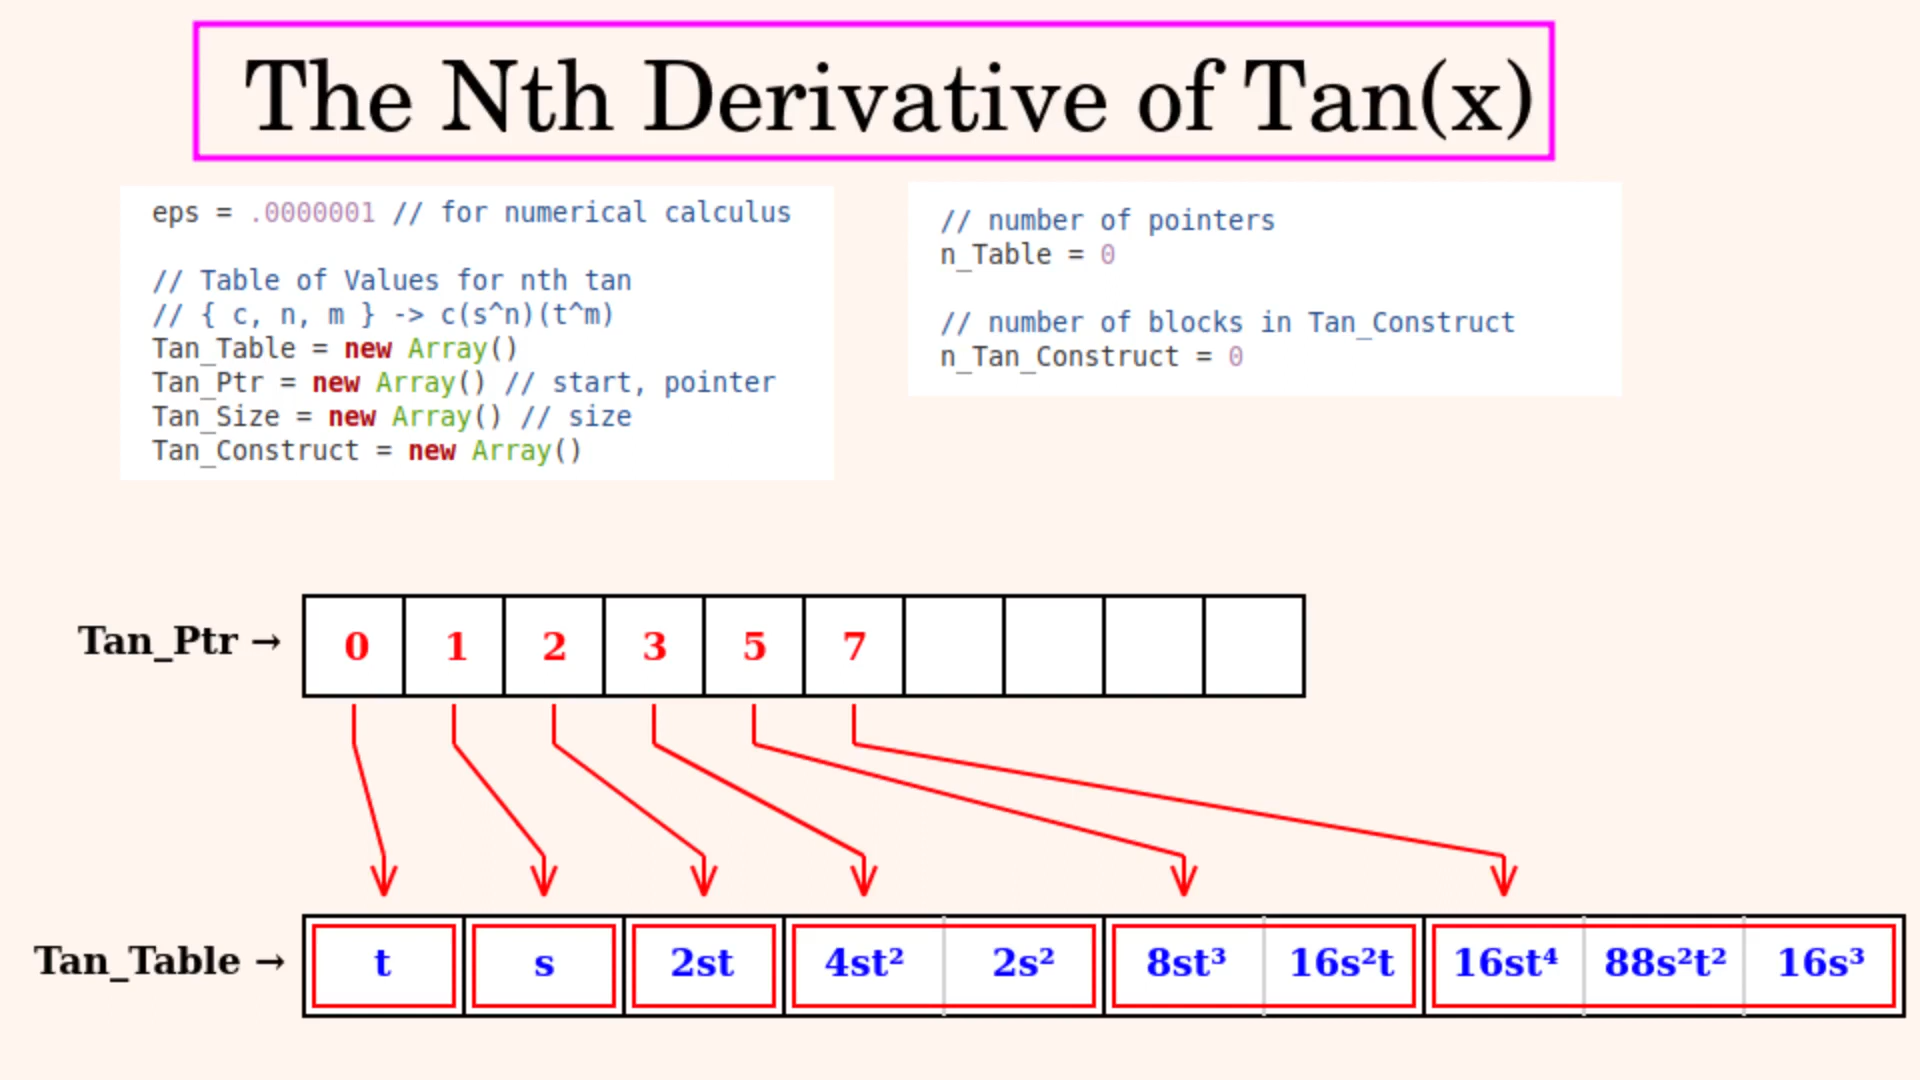 The Nth Derivative of Tan(x)
eps = .0000001 // for numerical calculus
// Table of Values for nth tan
// { c, n, m } -> c(s^n)(t^m)
Tan_Table = new Array()
Tan_Ptr = new Array() // start, pointer
Tan_Size = new Array() // size
Tan_Construct = new Array()
// number of pointers
n_Table = 0
// number of blocks in Tan_Construct
n_Tan_Construct = 0
Tan_Ptr → 0 1 2 3 5 7
Tan_Table → t s 2st 4st² 2s² 8st³ 16s²t 16st⁴ 88s²t² 16s³